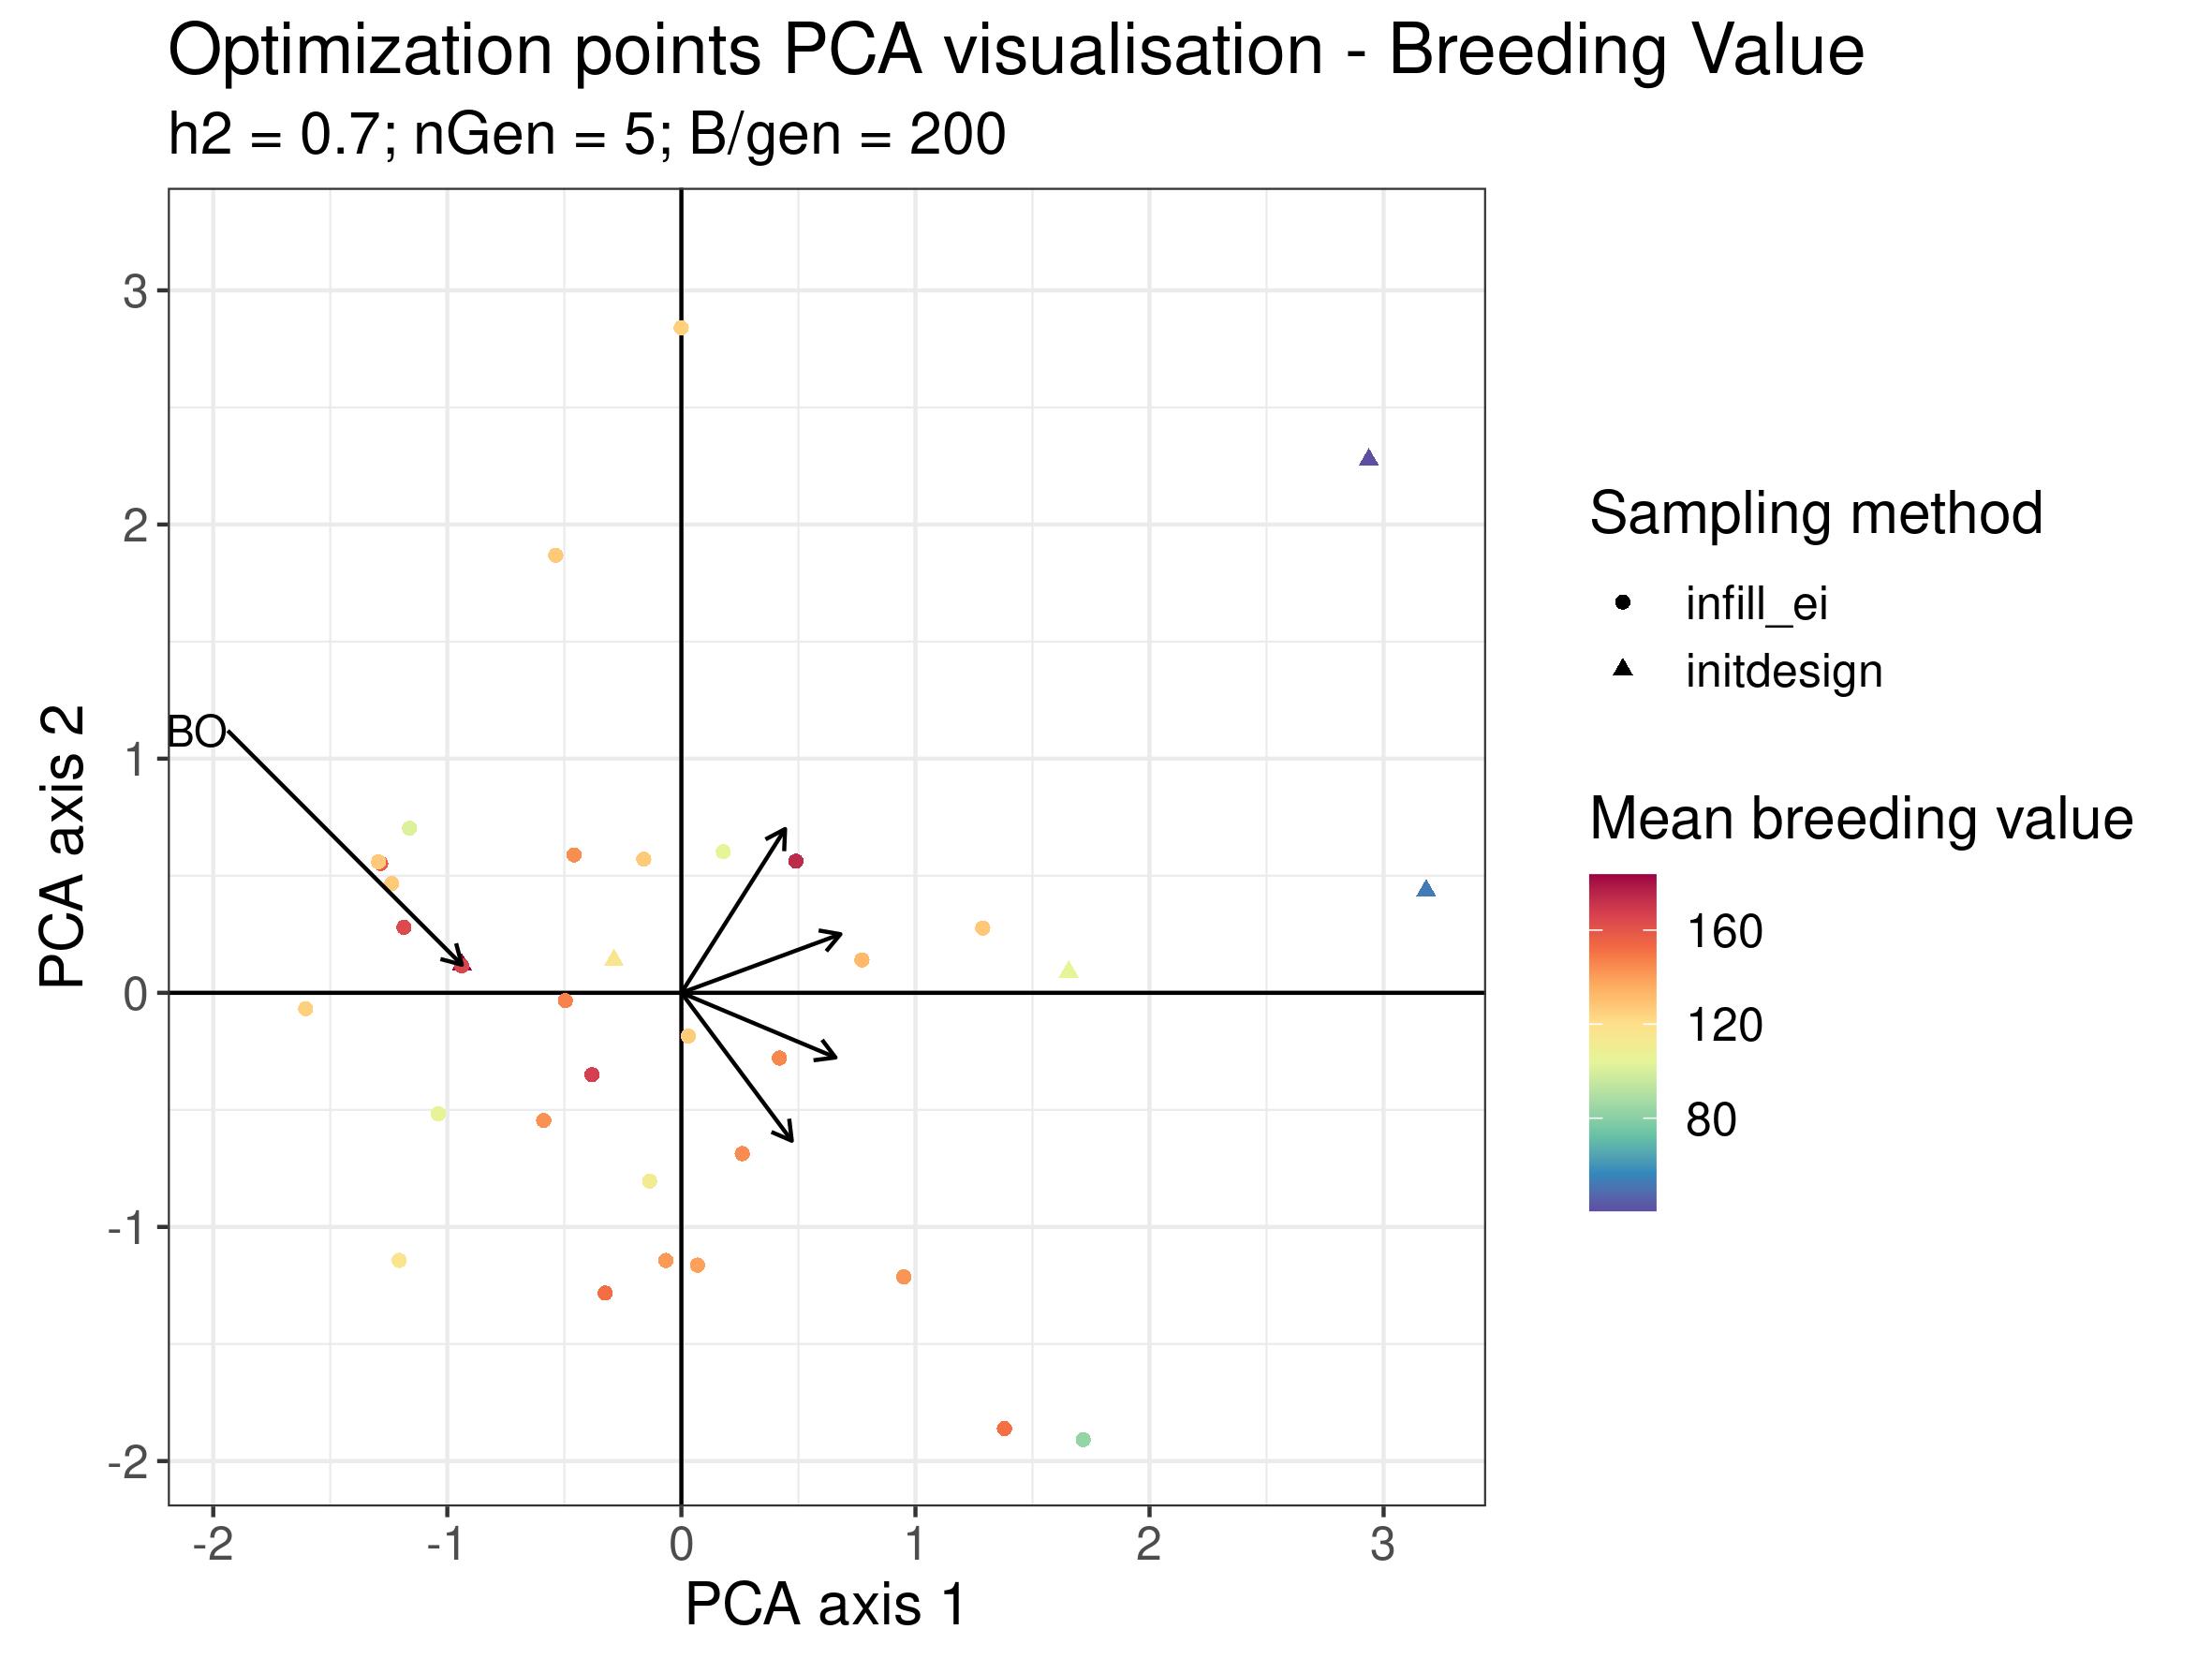 Optimization points PCA visualisation - Breeding Value
h2 = 0.7; nGen = 5; B/gen = 200
PCA axis 2
3
2
1
0
-1
-2
BO
-2
-1
0
1
2
3
PCA axis 1
Sampling method
infill_ei
initdesign
Mean breeding value
160
120
80